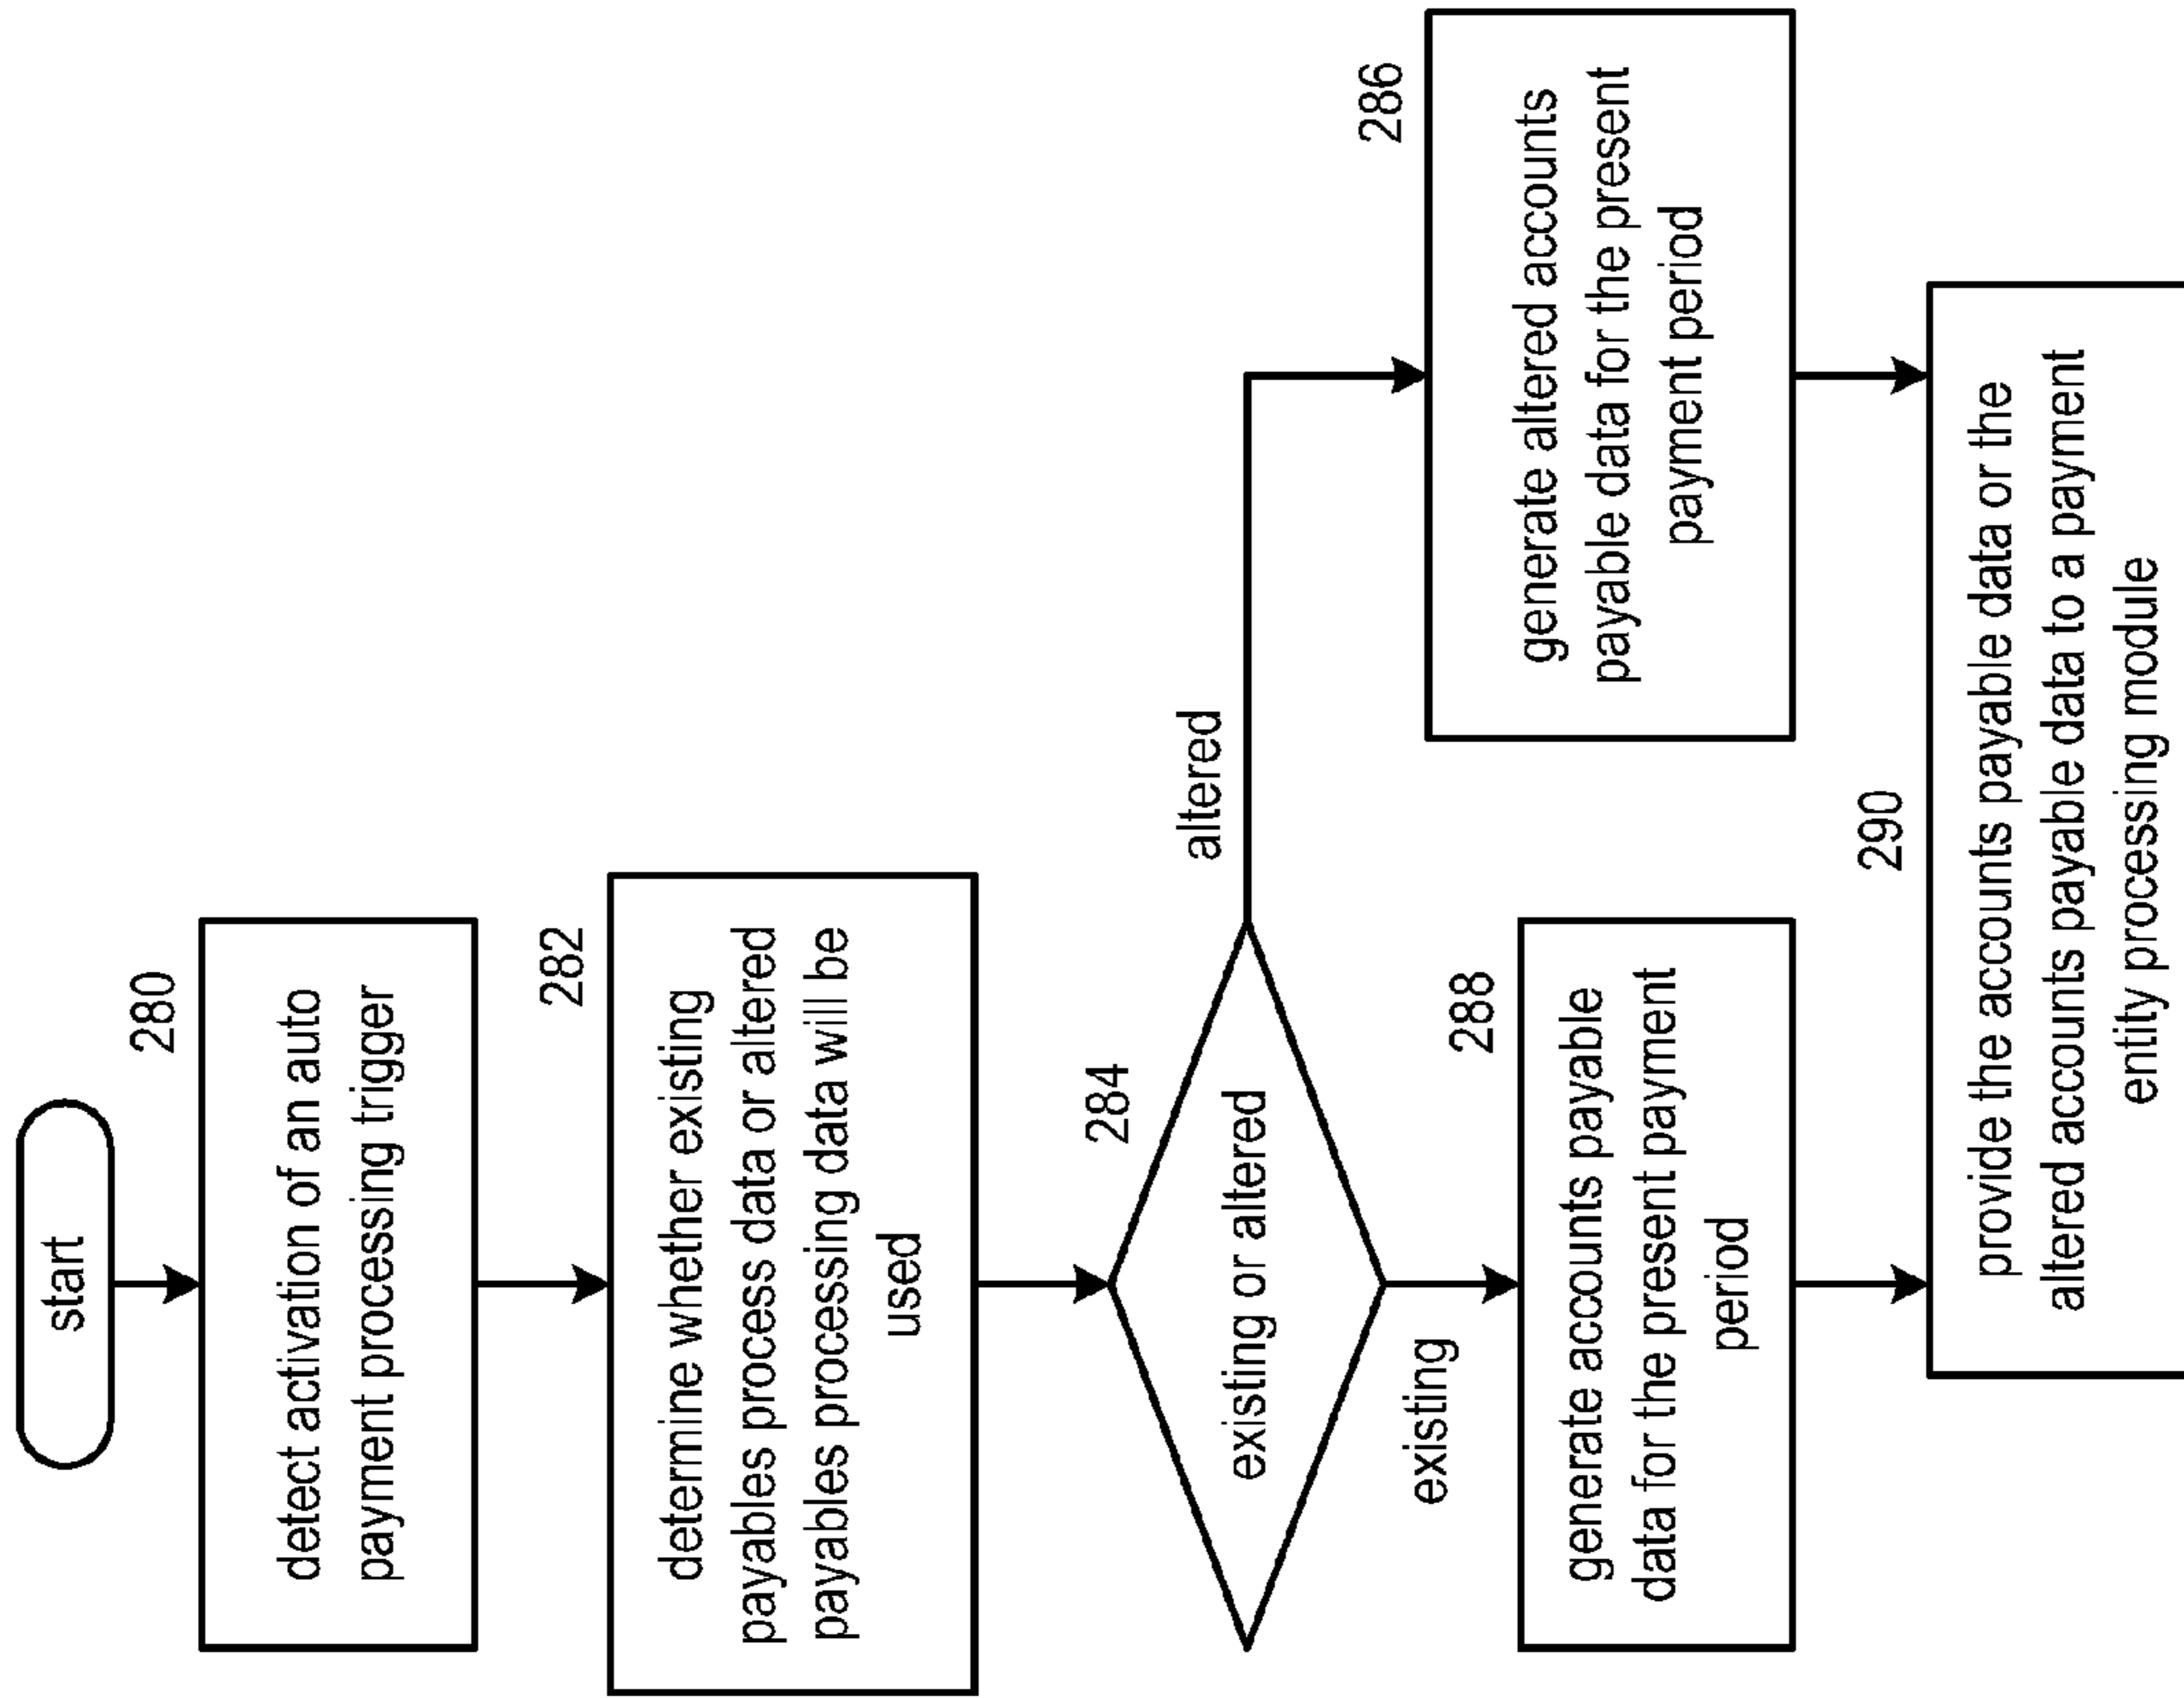 start
280
detect activation of an auto
payment processing trigger
282
determine whether existing
payables process data or altered
payables processing data will be
used
284
existing or altered
altered
existing
286
generate altered accounts
payable data for the present
payment period
288
generate accounts payable
data for the present payment
period
290
provide the accounts payable data or the
altered accounts payable data to a payment
entity processing module